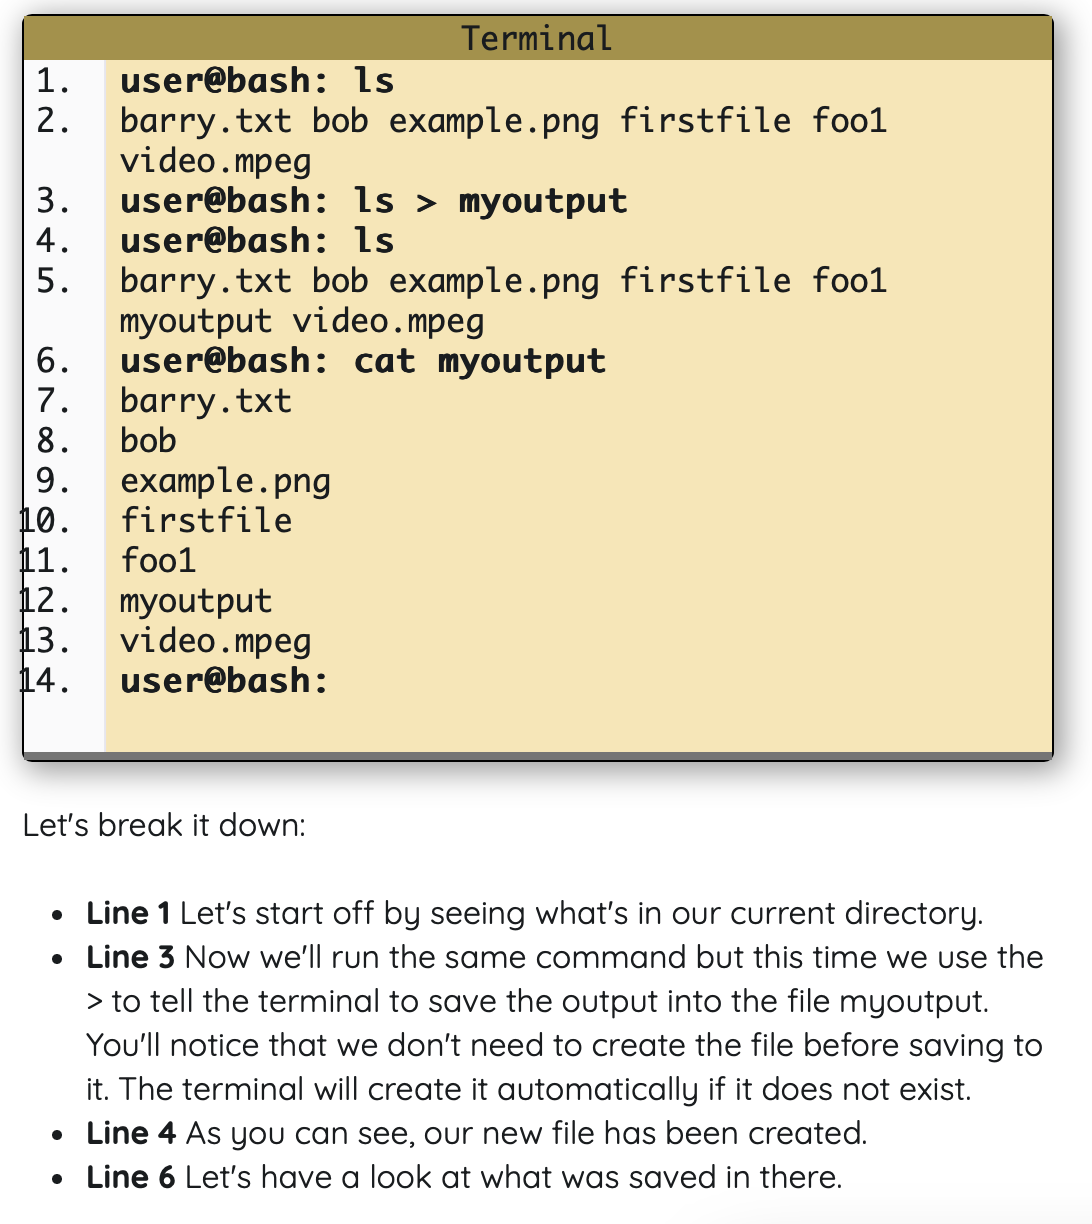 Terminal
1. user@bash: ls
2. barry.txt bob example.png firstfile foo1
video.mpeg
3. user@bash: ls > myoutput
4. user@bash: ls
5. barry.txt bob example.png firstfile foo1
myoutput video.mpeg
6. user@bash: cat myoutput
7. barry.txt
8. bob
9. example.png
10. firstfile
11. foo1
12. myoutput
13. video.mpeg
14. user@bash:
Let's break it down:
• Line 1 Let's start off by seeing what's in our current directory.
• Line 3 Now we'll run the same command but this time we use the
> to tell the terminal to save the output into the file myoutput.
You'll notice that we don't need to create the file before saving to
it. The terminal will create it automatically if it does not exist.
• Line 4 As you can see, our new file has been created.
• Line 6 Let's have a look at what was saved in there.